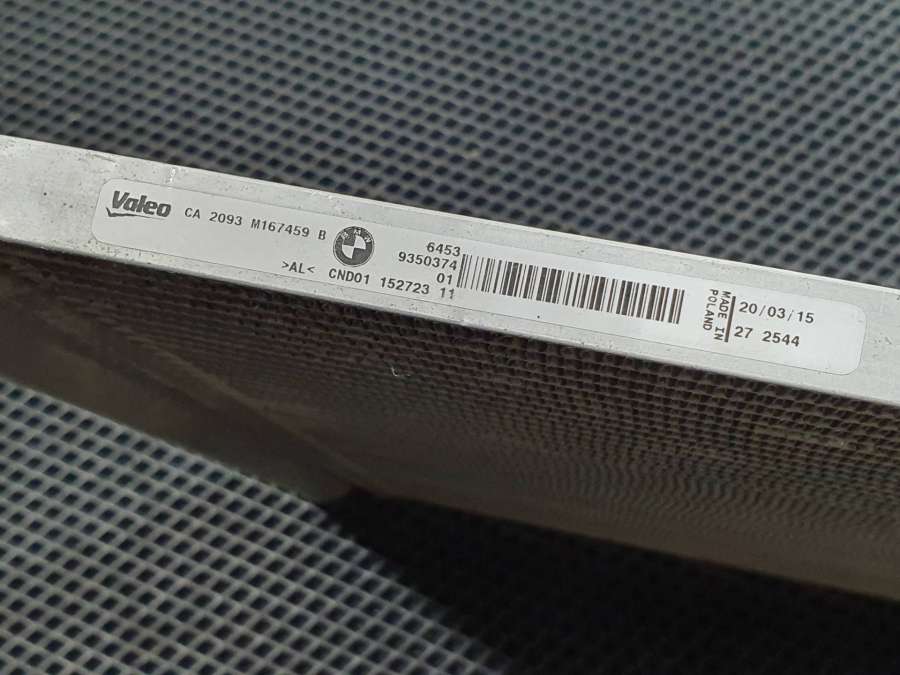 Valeo CA 2093 M167459 B
BMW
>AL< CND01 152723 11
6453
9350374
01
MADE IN
POLAND
20/03/15
27 2544